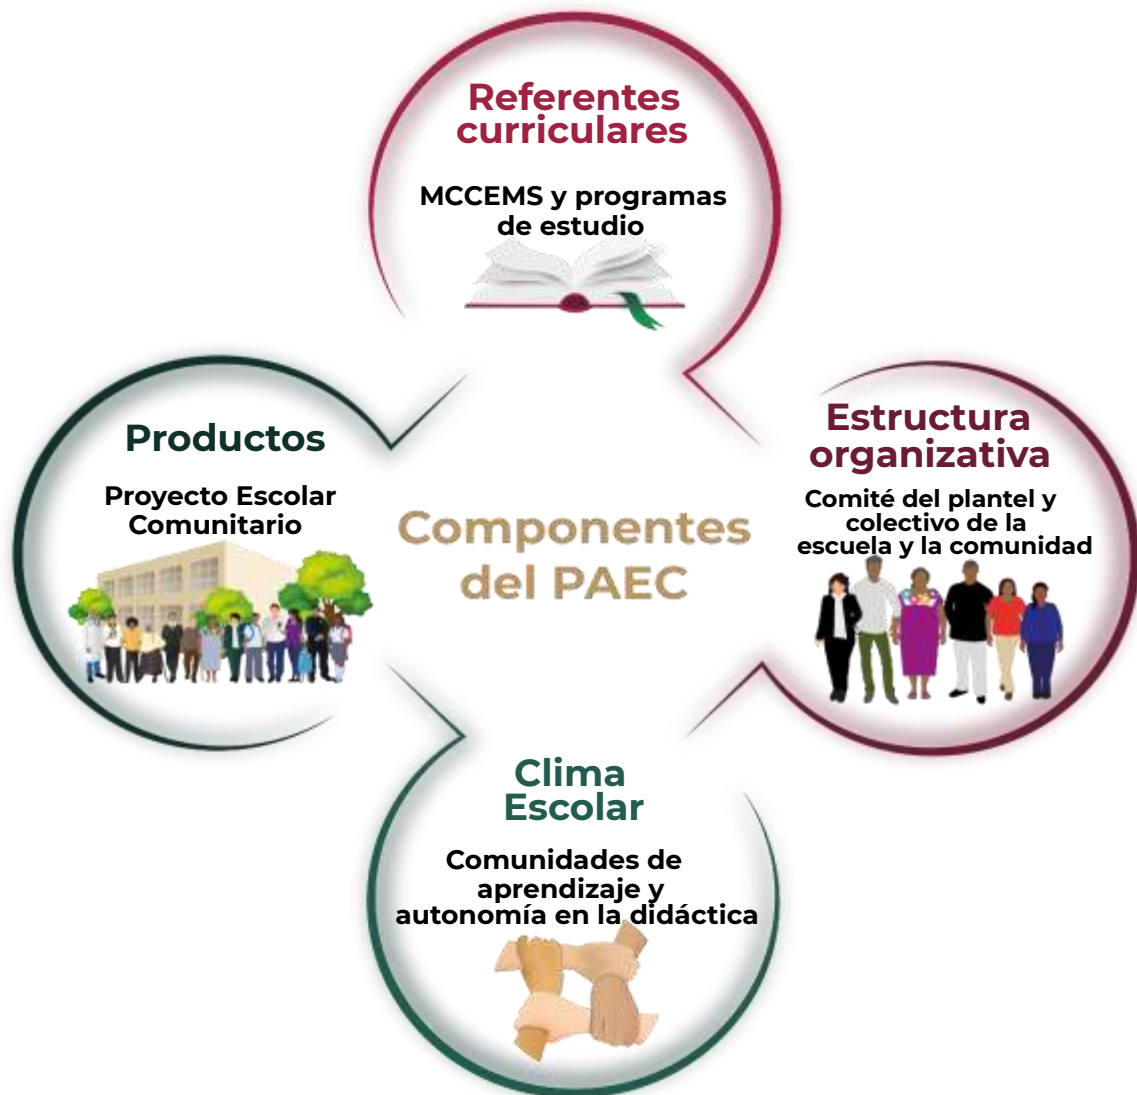 Referentes
curriculares
MCCEMS y programas
de estudio
Productos
Proyecto Escolar
Comunitario
Componentes
del PAEC
Estructura
organizativa
Comité del plantel y
colectivo de la
escuela y la comunidad
Clima
Escolar
Comunidades de
aprendizaje y
autonomía en la didáctica